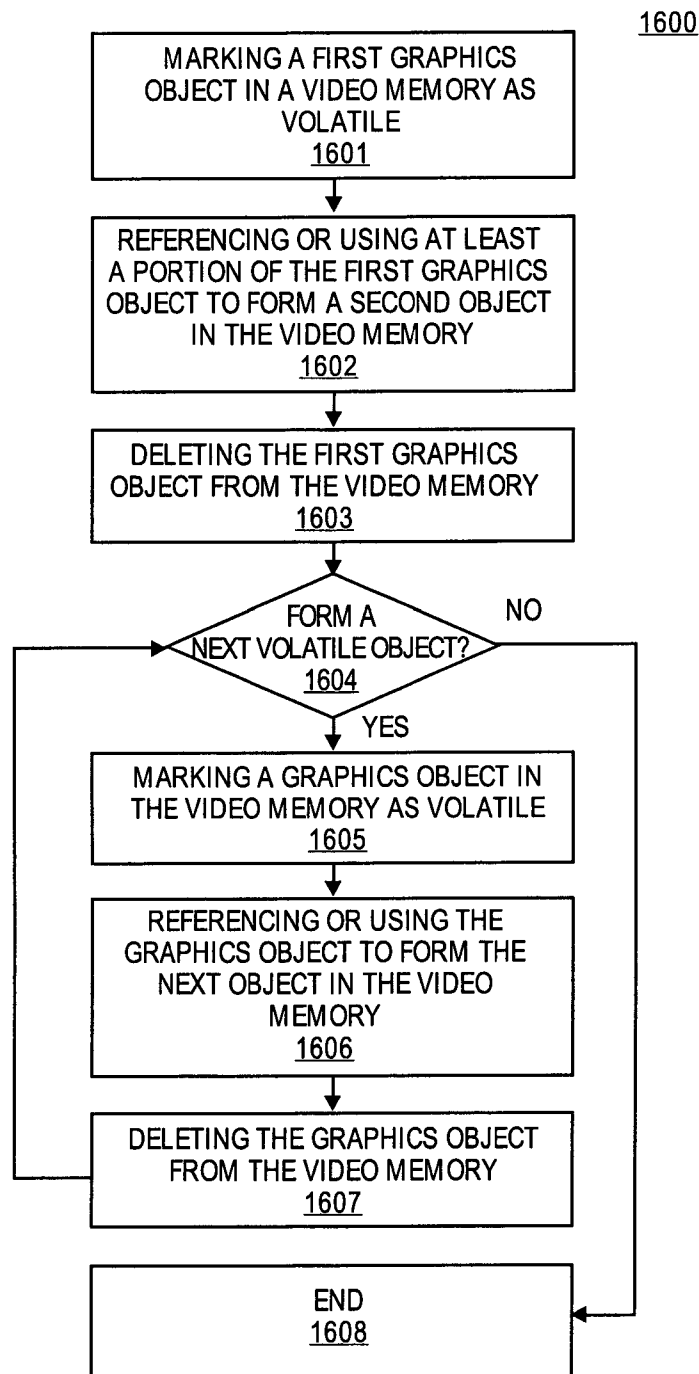 1600
MARKING A FIRST GRAPHICS
OBJECT IN A VIDEO MEMORY AS
VOLATILE
1601
REFERENCING OR USING AT LEAST
A PORTION OF THE FIRST GRAPHICS
OBJECT TO FORM A SECOND OBJECT
IN THE VIDEO MEMORY
1602
DELETING THE FIRST GRAPHICS
OBJECT FROM THE VIDEO MEMORY
1603
FORM A
NEXT VOLATILE OBJECT?
1604
NO
YES
MARKING A GRAPHICS OBJECT IN
THE VIDEO MEMORY AS VOLATILE
1605
REFERENCING OR USING THE
GRAPHICS OBJECT TO FORM THE
NEXT OBJECT IN THE VIDEO
MEMORY
1606
DELETING THE GRAPHICS OBJECT
FROM THE VIDEO MEMORY
1607
END
1608